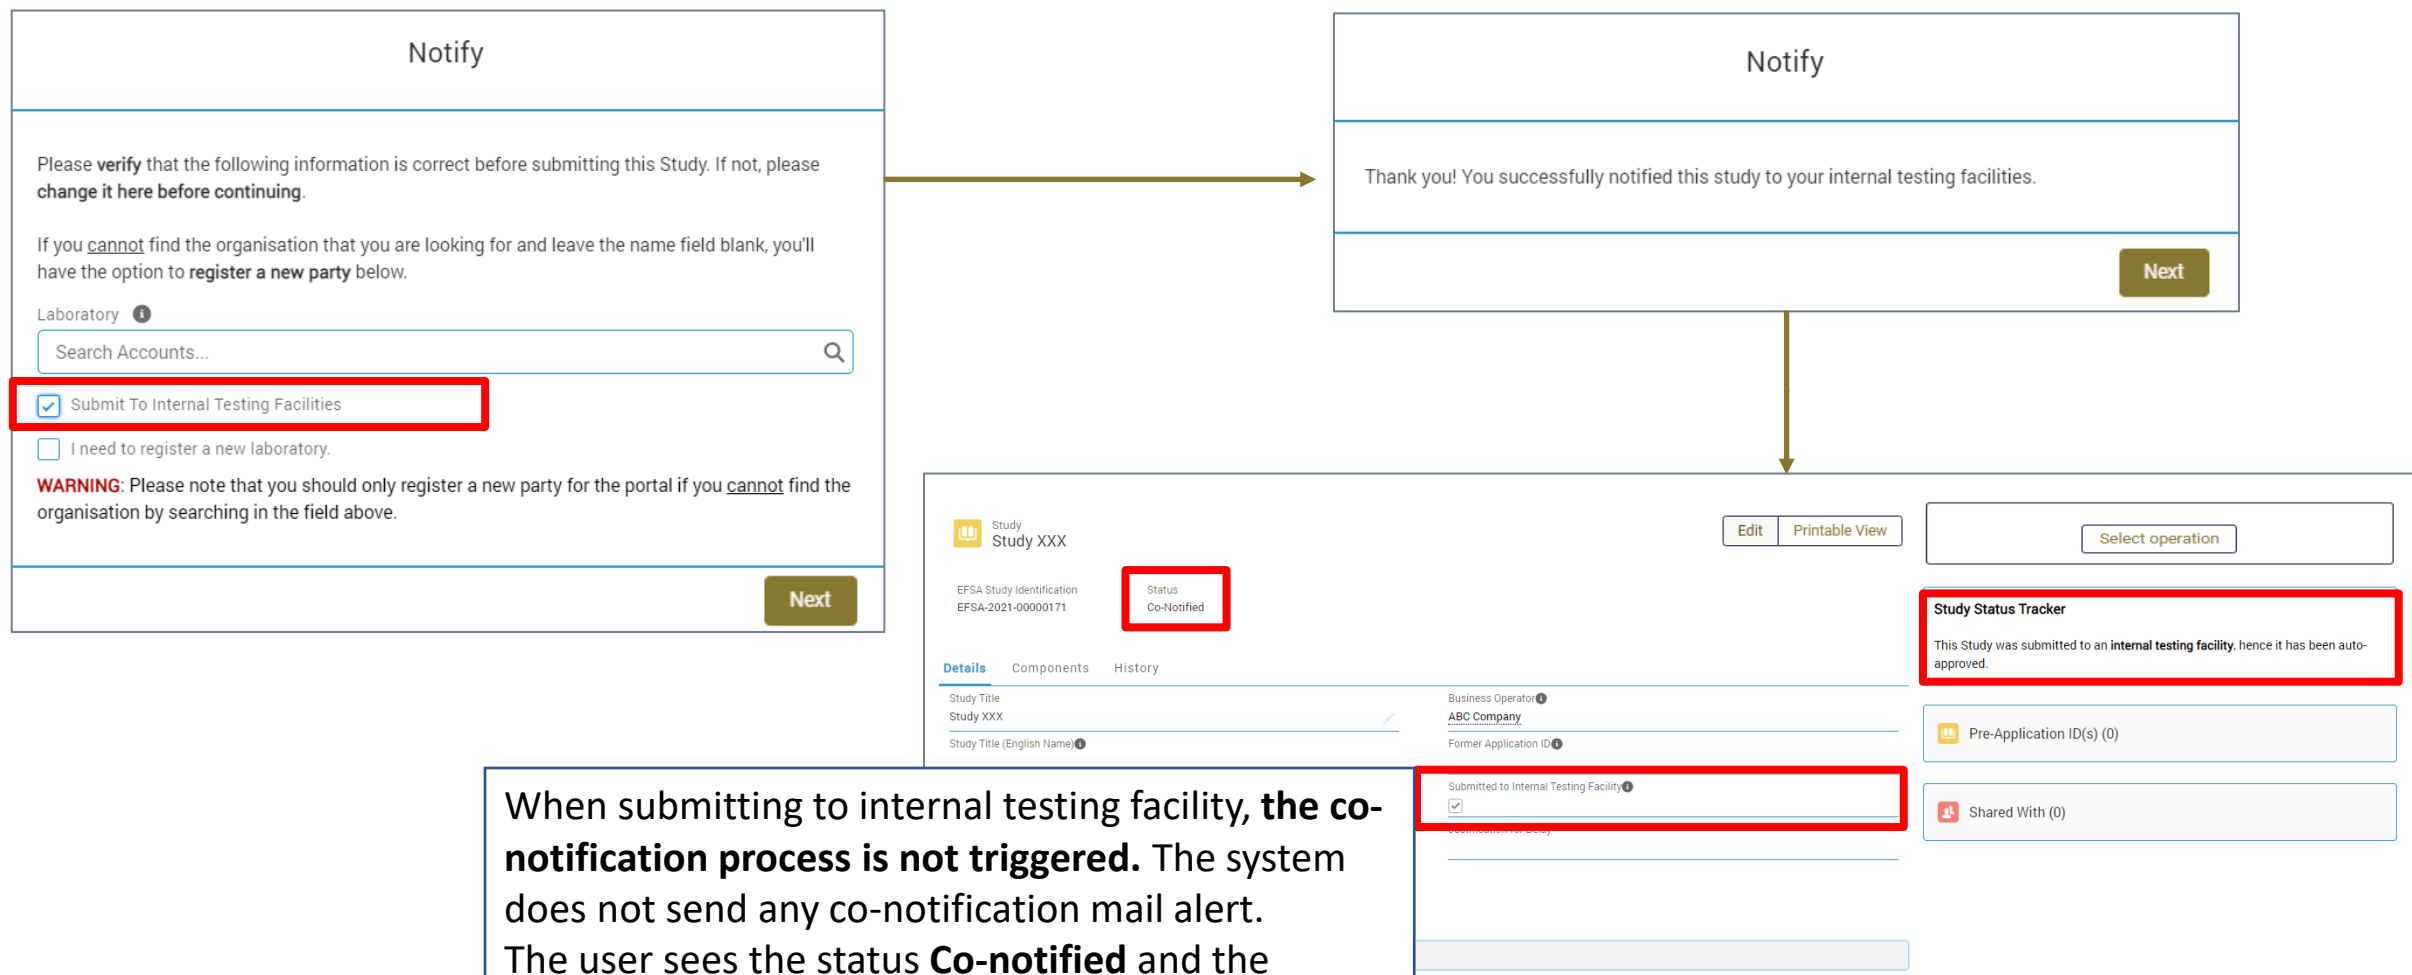 Notify
Please verify that the following information is correct before submitting this Study. If not, please
change it here before continuing.
If you cannot find the organisation that you are looking for and leave the name field blank, you'll
have the option to register a new party below.
Laboratory
Search Accounts...
Submit To Internal Testing Facilities
I need to register a new laboratory.
WARNING: Please note that you should only register a new party for the portal if you cannot find the
organisation by searching in the field above.
Next
Notify
Thank you! You successfully notified this study to your internal testing facilities.
Next
Study
Study XXX
Edit
Printable View
EFSA Study Identification
EFSA-2021-00000171
Status
Co-Notified
Details Components History
Study Title
Study XXX
Study Title (English Name)
Business Operator
ABC Company
Former Application ID
Submitted to Internal Testing Facility
Justification for Delay
Select operation
Study Status Tracker
This Study was submitted to an internal testing facility, hence it has been auto-
approved.
Pre-Application ID(s) (0)
Shared With (0)
When submitting to internal testing facility, the co-
notification process is not triggered. The system
does not send any co-notification mail alert.
The user sees the status Co-notified and the